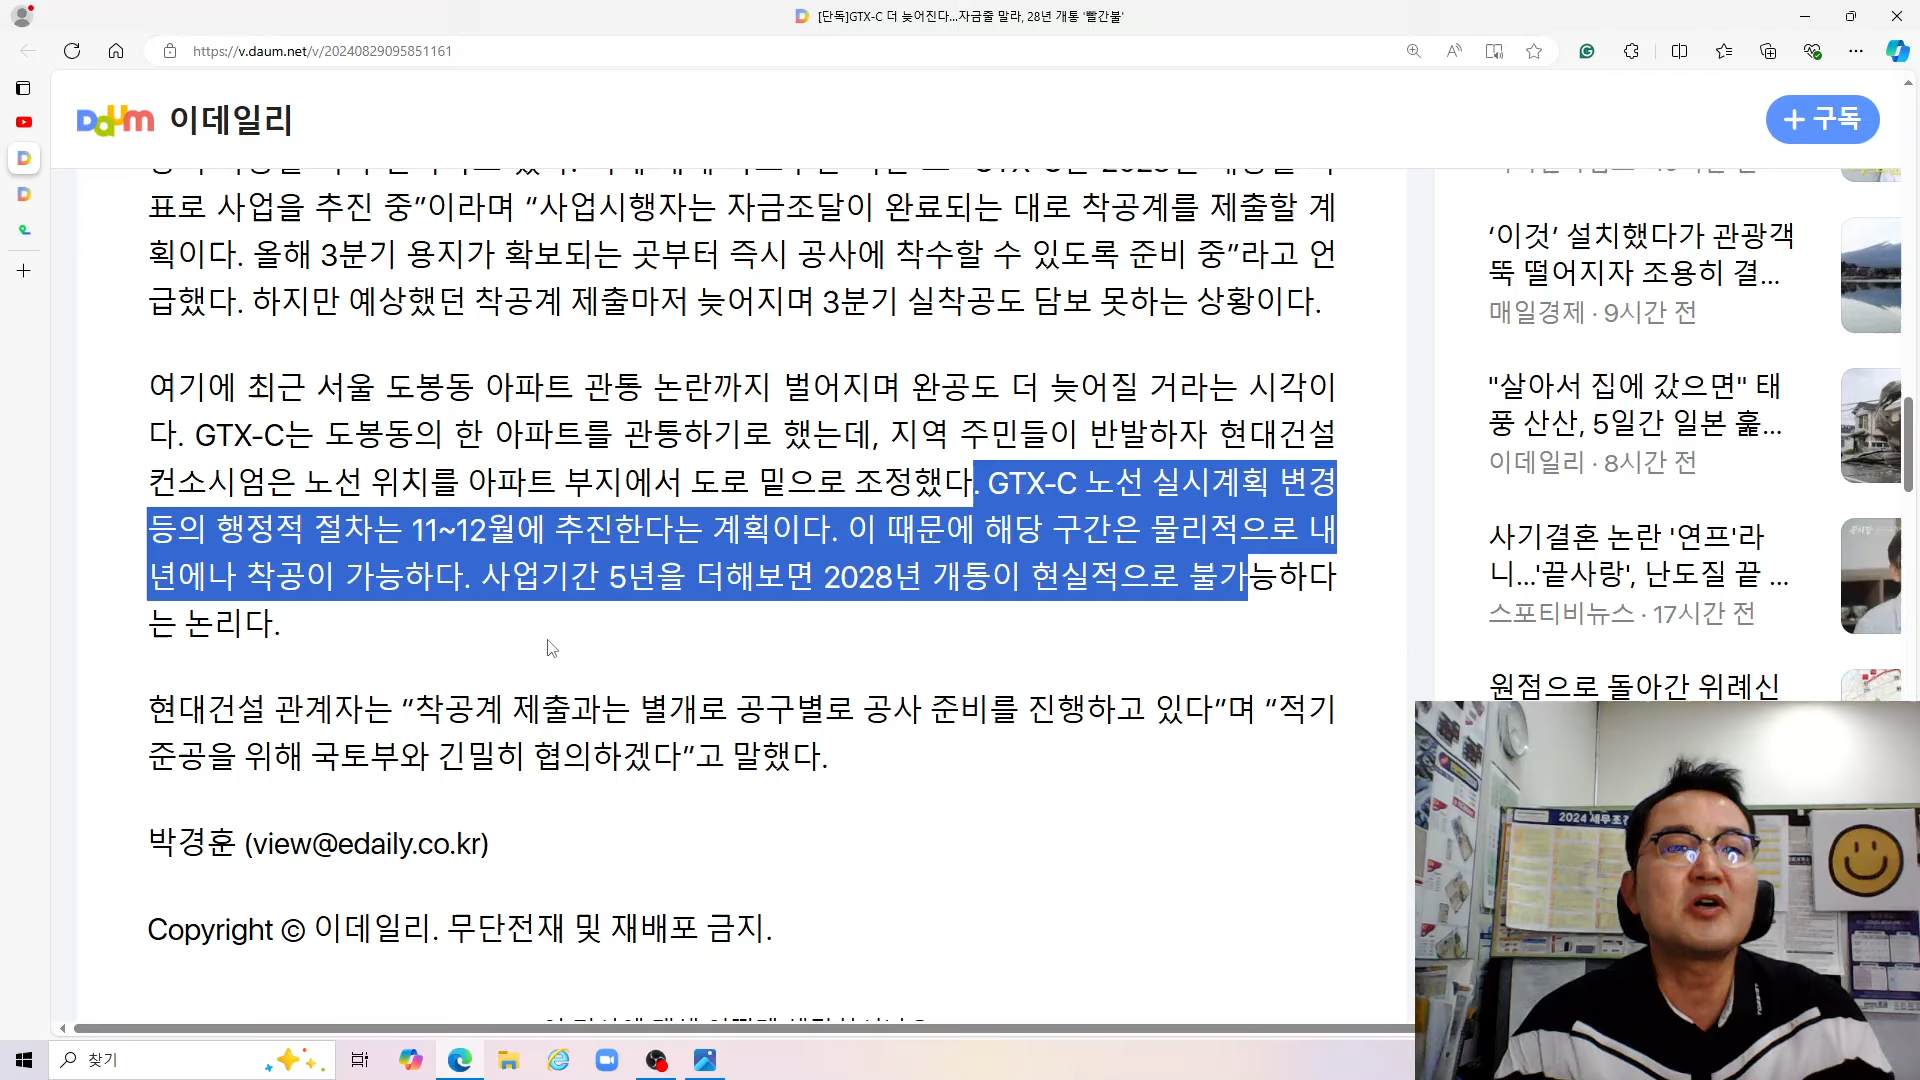 [단독]GTX-C 더 늦어진다...자금줄 말라, 28년 개통 '빨간불'
https://v.daum.net/v/20240829095851161
Daum 이데일리
+ 구독
표로 사업을 추진 중”이라며 “사업시행자는 자금조달이 완료되는 대로 착공계를 제출할 계
획이다. 올해 3분기 용지가 확보되는 곳부터 즉시 공사에 착수할 수 있도록 준비 중”라고 언
급했다. 하지만 예상했던 착공계 제출마저 늦어지며 3분기 실착공도 담보 못하는 상황이다.
여기에 최근 서울 도봉동 아파트 관통 논란까지 벌어지며 완공도 더 늦어질 거라는 시각이
다. GTX-C는 도봉동의 한 아파트를 관통하기로 했는데, 지역 주민들이 반발하자 현대건설
컨소시엄은 노선 위치를 아파트 부지에서 도로 밑으로 조정했다. GTX-C 노선 실시계획 변경
등의 행정적 절차는 11~12월에 추진한다는 계획이다. 이 때문에 해당 구간은 물리적으로 내
년에나 착공이 가능하다. 사업기간 5년을 더해보면 2028년 개통이 현실적으로 불가능하다
는 논리다.
현대건설 관계자는 “착공계 제출과는 별개로 공구별로 공사 준비를 진행하고 있다”며 “적기
준공을 위해 국토부와 긴밀히 협의하겠다”고 말했다.
박경훈 (view@edaily.co.kr)
Copyright © 이데일리. 무단전재 및 재배포 금지.
‘이것’ 설치했다가 관광객
뚝 떨어지자 조용히 결...
매일경제 · 9시간 전
"살아서 집에 갔으면" 태
풍 산산, 5일간 일본 훑...
이데일리 · 8시간 전
사기결혼 논란 '연프'라
니...'끝사랑', 난도질 끝 ...
스포티비뉴스 · 17시간 전
원점으로 돌아간 위례신
2024 세무조견
찾기